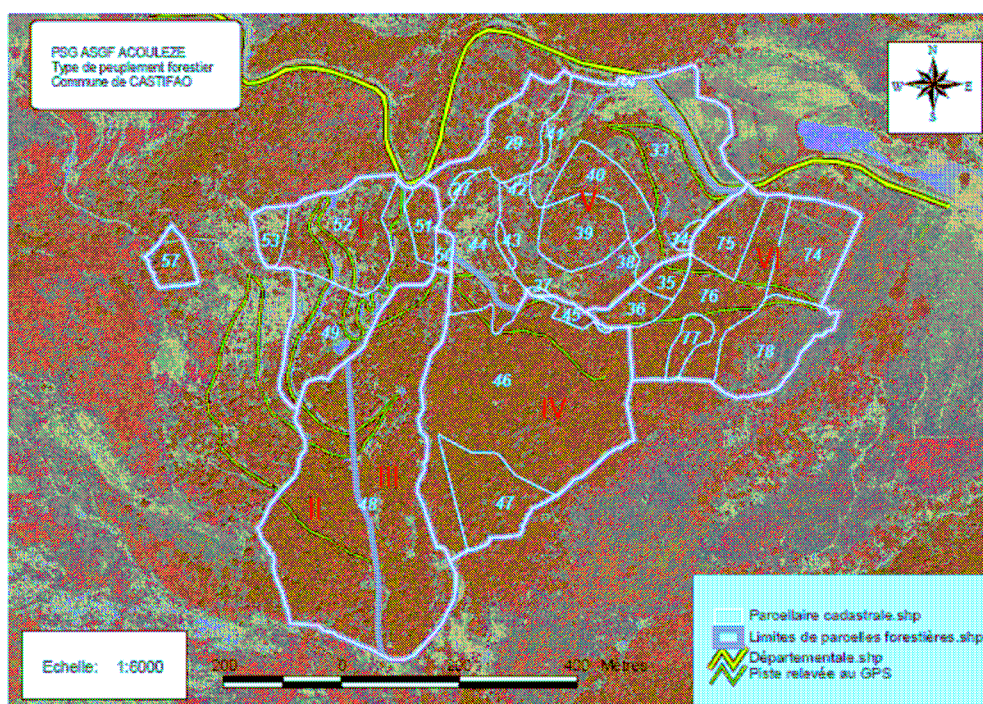 PSG ASGF ACOULEZE
Type de peuplement forestier
Commune de CASTIFAO
N
W E
S
29
41
33
40
42
V
52
I
51
44
43
39
34
53
57
38
75
74
35
76
36
37
45
77
78
49
46
IV
47
III
II
48
Parcellaire cadastrale.shp
Limites de parcelles forestières.shp
Départementale.shp
Piste relevée au GPS
Echelle: 1:6000
200 0 200 400 Mètres